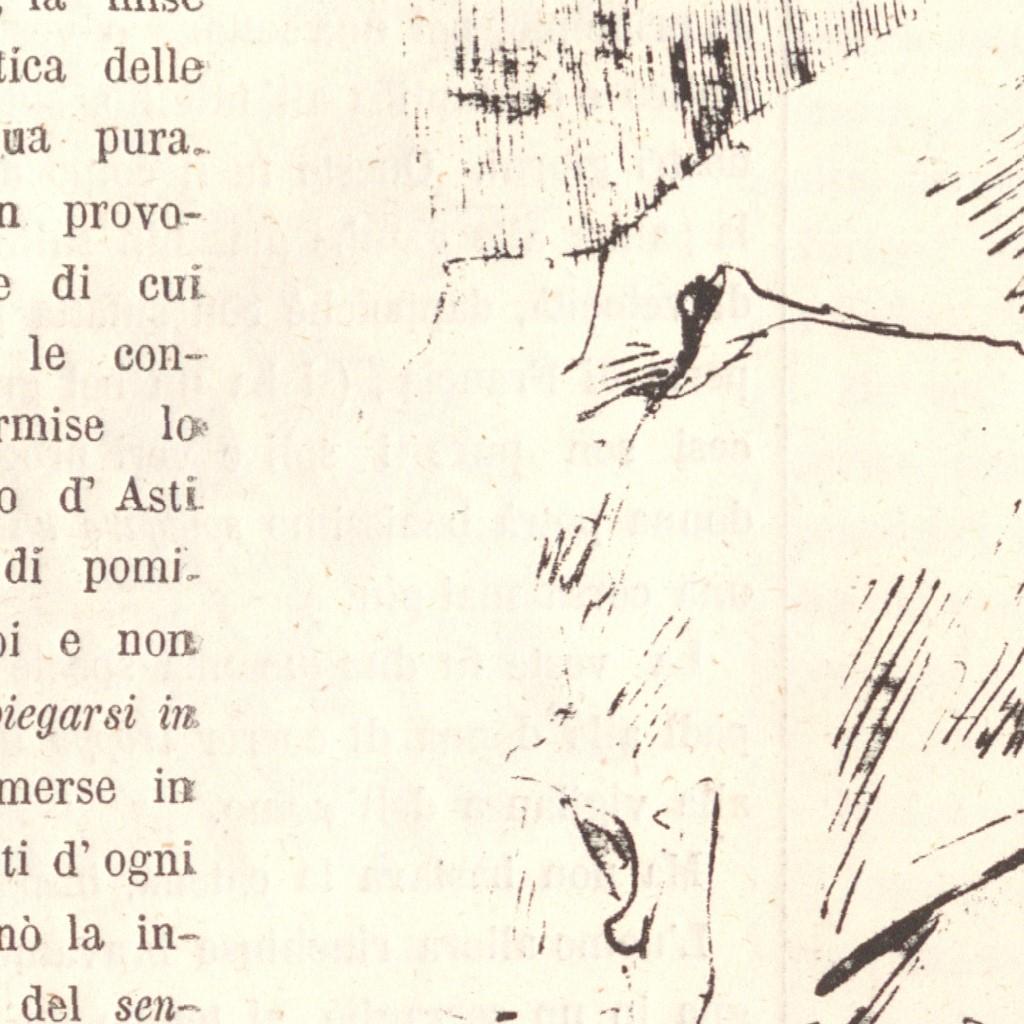 la mise
tica delle
ua pura.
n provo-
e di cui
le con-
rmise lo
o d' Asti
di pomi.
oi e non
piegarsi in
merse in
ti d' ogni
nò la in-
del sen-